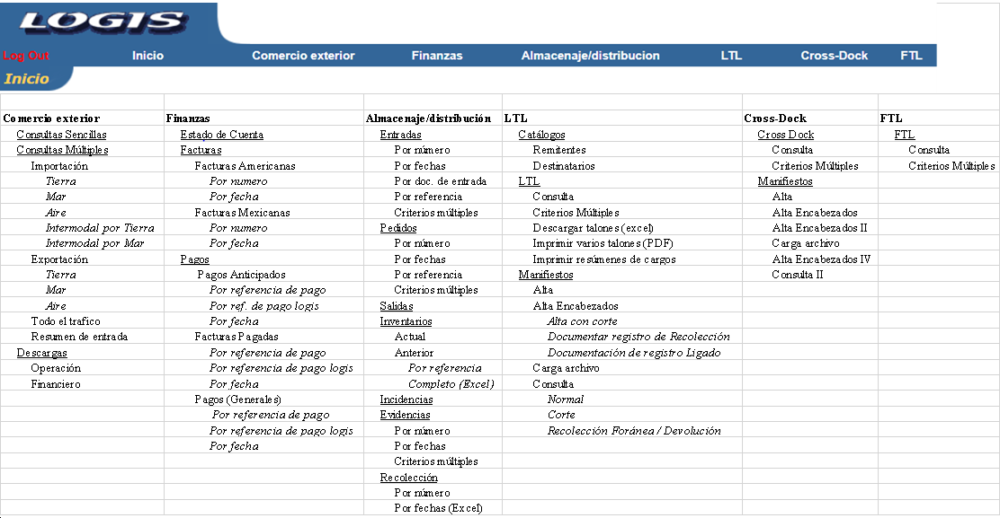 LOGIS
Log Out Inicio Comercio exterior Finanzas Almacenaje/distribucion LTL Cross-Dock FTL
Inicio
Comercio exterior
Consultas Sencillas
Consultas Múltiples
Importación
Tierra
Mar
Aire
Intermodal por Tierra
Intermodal por Mar
Exportación
Tierra
Mar
Aire
Todo el trafico
Resumen de entrada
Descargas
Operación
Financiero
Finanzas
Estado de Cuenta
Facturas
Facturas Americanas
Por numero
Por fecha
Facturas Mexicanas
Por numero
Por fecha
Pagos
Pagos Anticipados
Por referencia de pago
Por ref. de pago logis
Por fecha
Facturas Pagadas
Por referencia de pago
Por referencia de pago logis
Por fecha
Pagos (Generales)
Por referencia de pago
Por referencia de pago logis
Por fecha
Almacenaje/distribución
Entradas
Por número
Por fechas
Por doc. de entrada
Por referencia
Criterios múltiples
Pedidos
Por número
Por fechas
Por referencia
Criterios múltiples
Salidas
Inventarios
Actual
Anterior
Por referencia
Completo (Excel)
Incidencias
Evidencias
Por número
Por fechas
Criterios múltiples
Recolección
Por número
Por fechas (Excel)
LTL
Catálogos
Remitentes
Destinatarios
LTL
Consulta
Criterios Múltiples
Descargar talones (excel)
Imprimir varios talones (PDF)
Imprimir resúmenes de cargos
Manifiestos
Alta
Alta Encabezados
Alta con corte
Documentar registro de Recolección
Documentación de registro Ligado
Carga archivo
Consulta
Normal
Corte
Recolección Foránea / Devolución
Cross-Dock
Cross Dock
Consulta
Criterios Múltiples
Manifiestos
Alta
Alta Encabezados
Alta Encabezados II
Carga archivo
Alta Encabezados IV
Consulta II
FTL
FTL
Consulta
Criterios Múltiples